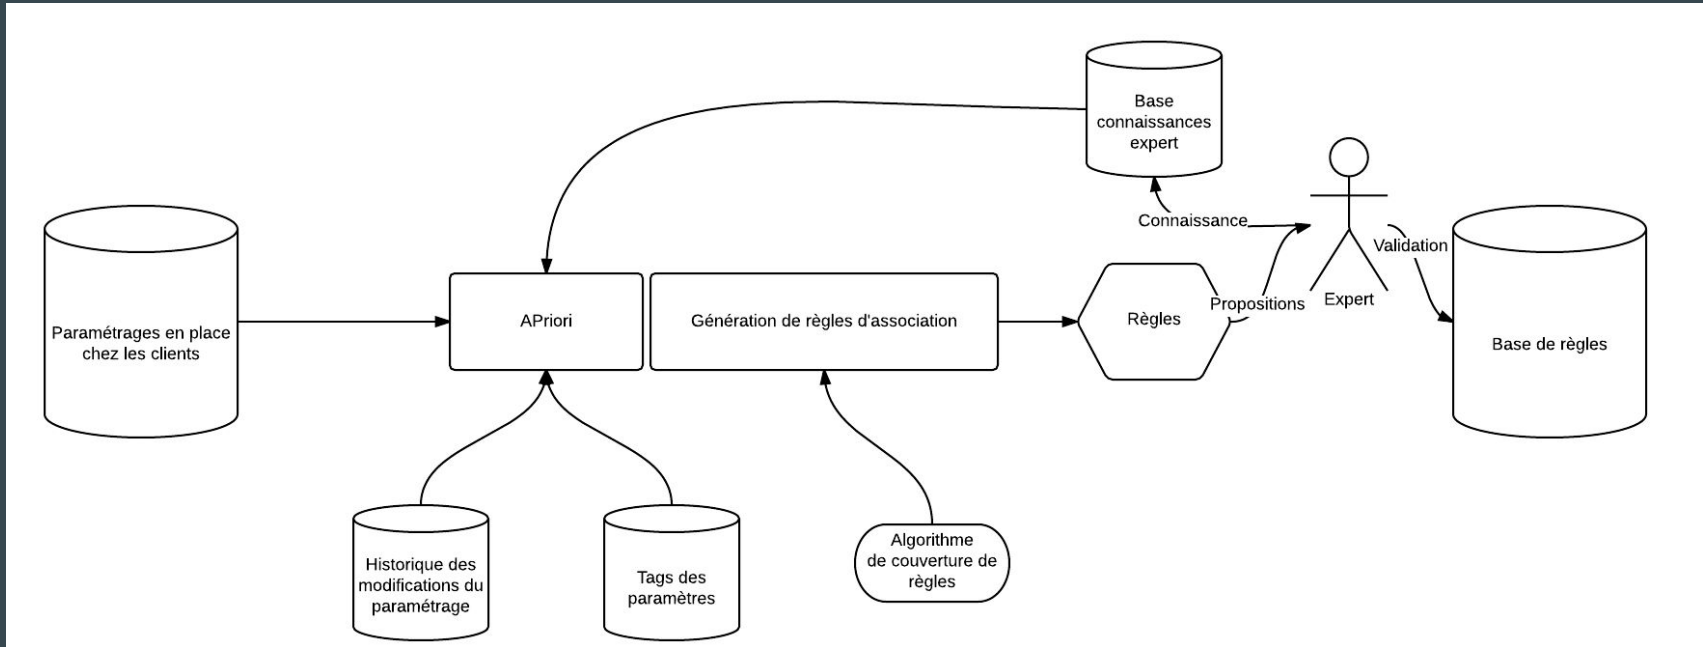 Base
connaissances
expert
Connaissance
Validation
Propositions
Expert
Paramétrages en place
chez les clients
APriori
Génération de règles d'association
Règles
Base de règles
Historique des
modifications du
paramétrage
Tags des
paramètres
Algorithme
de couverture de
règles